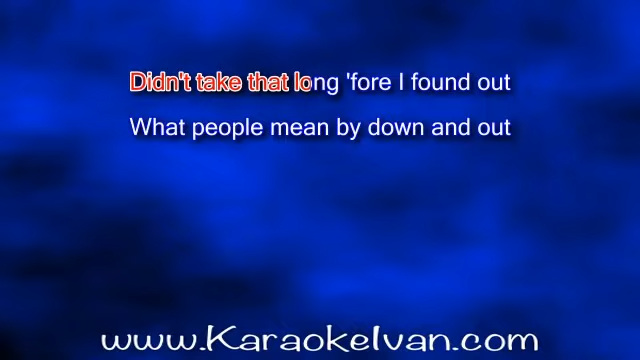 Didn't take that long 'fore I found out
What people mean by down and out
www.KaraokeIvan.com